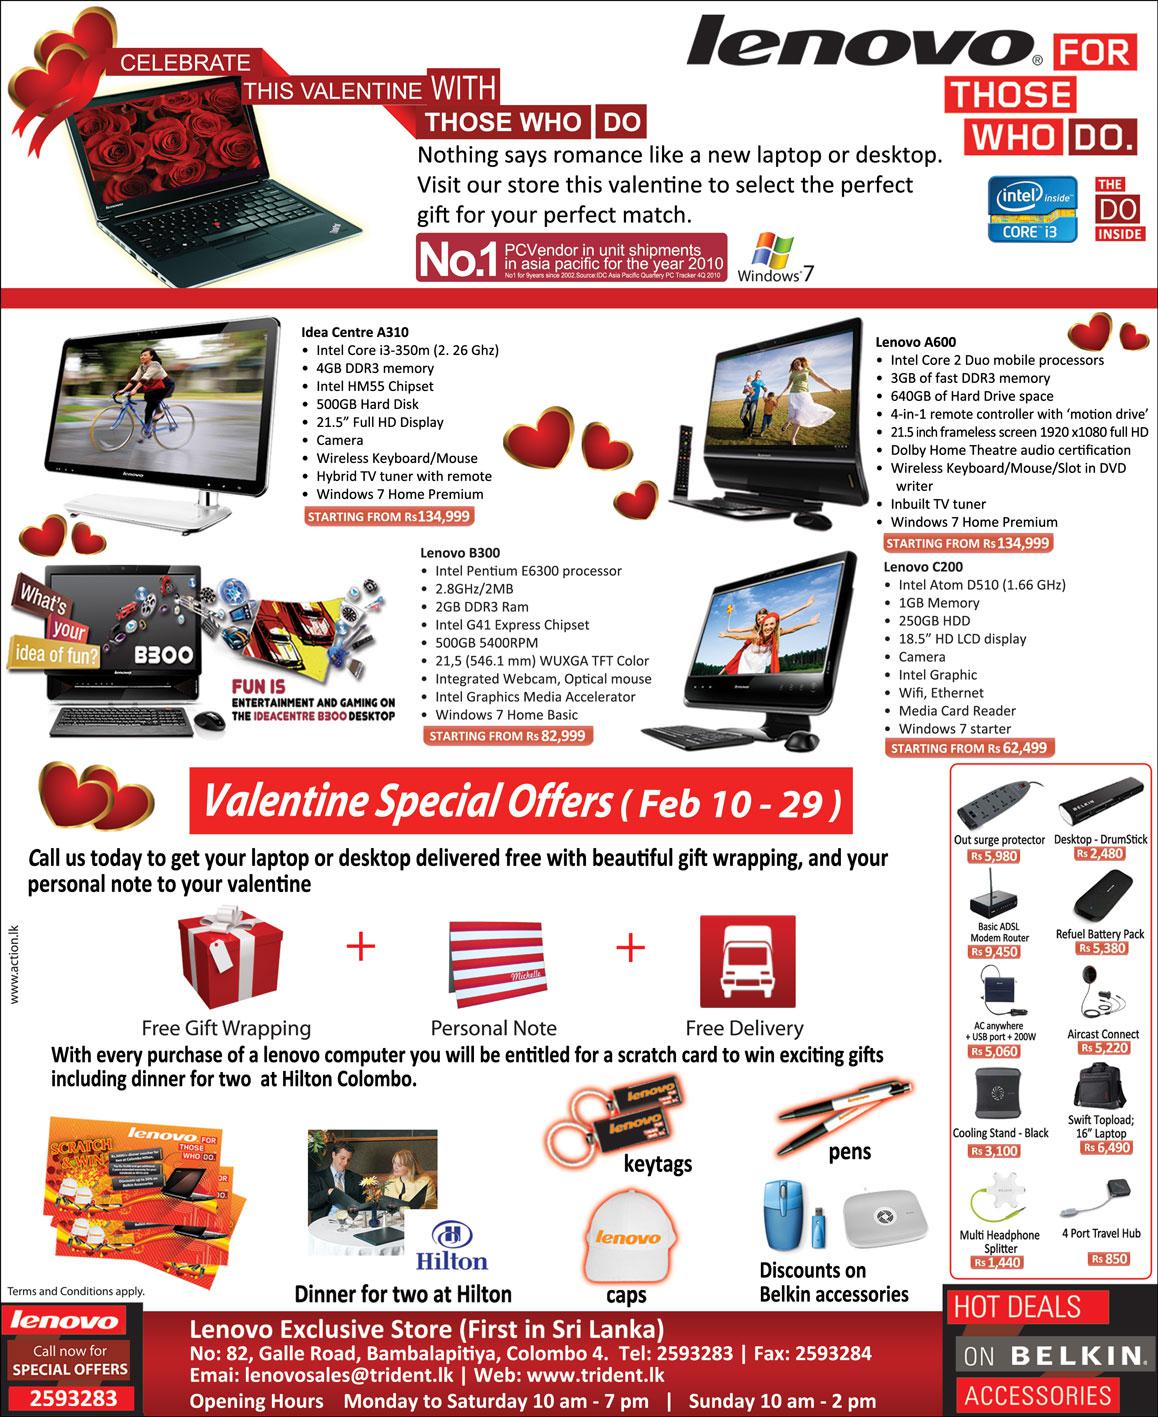 CELEBRATE
THIS VALENTINE WITH
THOSE WHO DO
lenovo® FOR
THOSE
WHO DO.
Nothing says romance like a new laptop or desktop.
Visit our store this valentine to select the perfect
gift for your perfect match.
No.1 PCVendor in unit shipments
in asia pacific for the year 2010
No1 for 9years since 2002.Source:IDC Asia Pacific Quartery PC Tracker 4Q 2010
Windows®7
intel inside™
CORE™ i3
THE
DO
INSIDE
Idea Centre A310
• Intel Core i3-350m (2. 26 Ghz)
• 4GB DDR3 memory
• Intel HM55 Chipset
• 500GB Hard Disk
• 21.5” Full HD Display
• Camera
• Wireless Keyboard/Mouse
• Hybrid TV tuner with remote
• Windows 7 Home Premium
STARTING FROM Rs134,999
lenovo
Lenovo A600
• Intel Core 2 Duo mobile processors
• 3GB of fast DDR3 memory
• 640GB of Hard Drive space
• 4-in-1 remote controller with ‘motion drive’
• 21.5 inch frameless screen 1920 x1080 full HD
• Dolby Home Theatre audio certification
• Wireless Keyboard/Mouse/Slot in DVD
writer
• Inbuilt TV tuner
• Windows 7 Home Premium
STARTING FROM Rs134,999
What's
your
idea of fun?
B300
FUN IS
ENTERTAINMENT AND GAMING ON
THE IDEACENTRE B300 DESKTOP
Lenovo B300
• Intel Pentium E6300 processor
• 2.8GHz/2MB
• 2GB DDR3 Ram
• Intel G41 Express Chipset
• 500GB 5400RPM
• 21,5 (546.1 mm) WUXGA TFT Color
• Integrated Webcam, Optical mouse
• Intel Graphics Media Accelerator
• Windows 7 Home Basic
STARTING FROM Rs 82,999
Lenovo C200
• Intel Atom D510 (1.66 GHz)
• 1GB Memory
• 250GB HDD
• 18.5” HD LCD display
• Camera
• Intel Graphic
• Wifi, Ethernet
• Media Card Reader
• Windows 7 starter
STARTING FROM Rs 62,499
Valentine Special Offers ( Feb 10 - 29 )
Call us today to get your laptop or desktop delivered free with beautiful gift wrapping, and your
personal note to your valentine
+ +
Michelle
Free Gift Wrapping
Personal Note
Free Delivery
With every purchase of a lenovo computer you will be entitled for a scratch card to win exciting gifts
including dinner for two at Hilton Colombo.
www.action.lk
SCRATCH
& WIN
lenovo FOR
THOSE
WHO DO.
Hilton
Dinner for two at Hilton
lenovo
lenovo
keytags
pens
lenovo
caps
Discounts on
Belkin accessories
Terms and Conditions apply.
BELKIN
Out surge protector
Rs 5,980
Desktop - DrumStick
Rs 2,480
Basic ADSL
Modem Router
Rs 9,450
Refuel Battery Pack
Rs 5,380
AC anywhere
+ USB port + 200W
Rs 5,060
Aircast Connect
Rs 5,220
Cooling Stand - Black
Rs 3,100
Swift Topload;
16” Laptop
Rs 6,490
Multi Headphone
Splitter
Rs 1,440
4 Port Travel Hub
Rs 850
lenovo
Call now for
SPECIAL OFFERS
2593283
Lenovo Exclusive Store (First in Sri Lanka)
No: 82, Galle Road, Bambalapitiya, Colombo 4. Tel: 2593283 | Fax: 2593284
Emai: lenovosales@trident.lk | Web: www.trident.lk
Opening Hours Monday to Saturday 10 am - 7 pm | Sunday 10 am - 2 pm
HOT DEALS
ON BELKIN®
ACCESSORIES